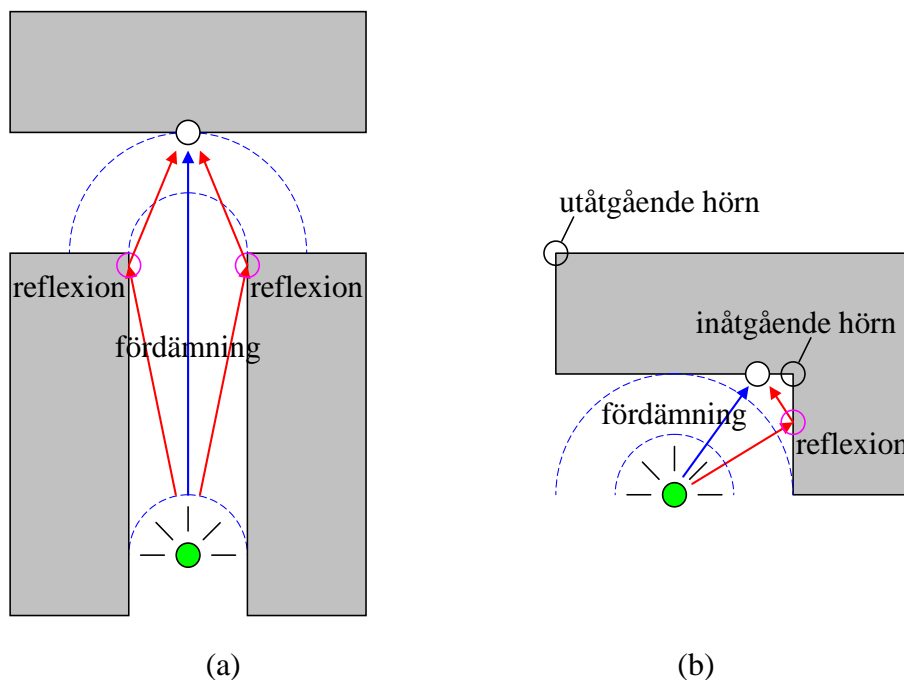 reflexion
reflexion
fördämning
(a)
utåtgående hörn
inåtgående hörn
fördämning
reflexion
(b)